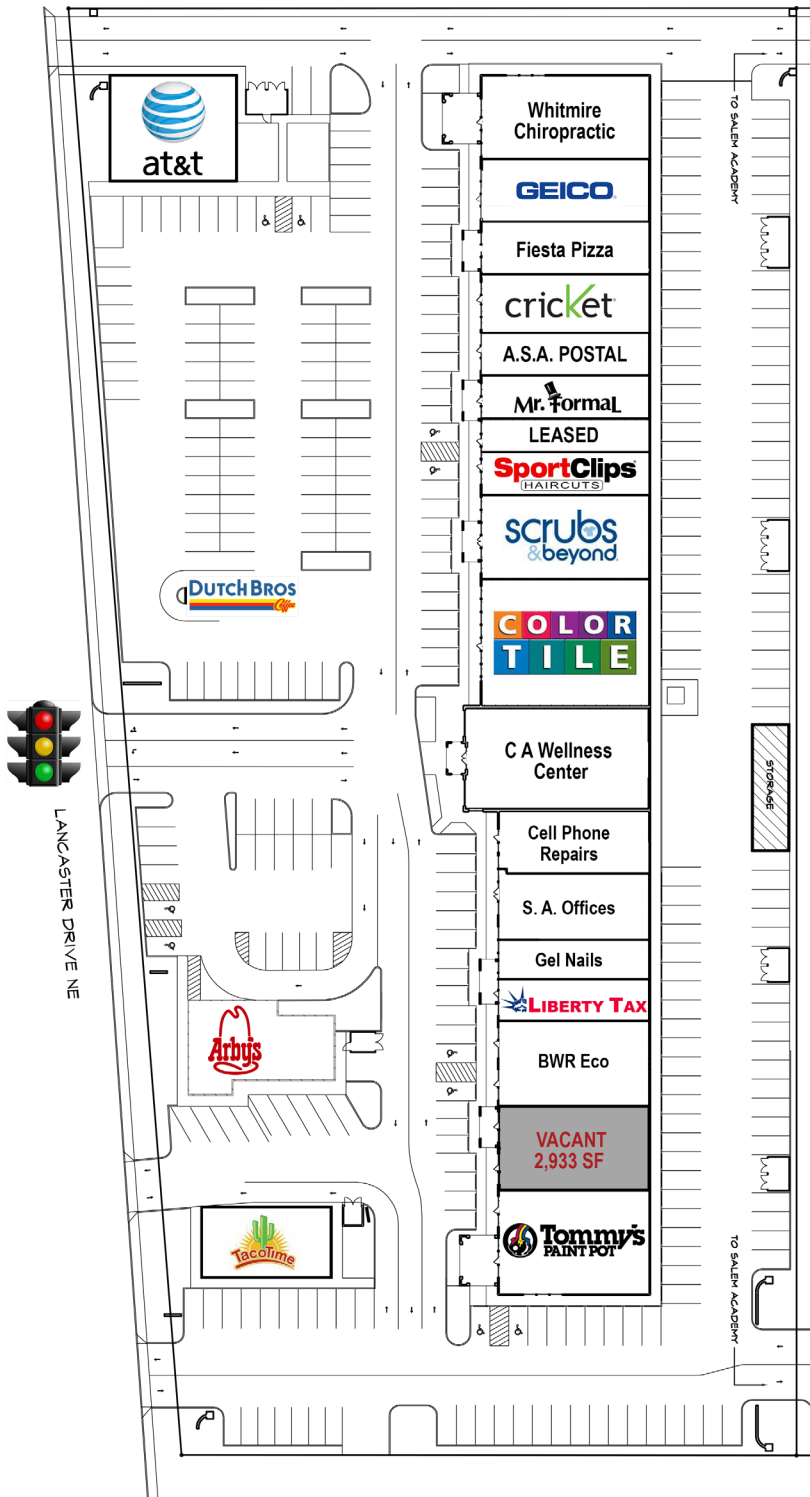 TO SALEM ACADEMY
at&t
Whitmire
Chiropractic
GEICO
Fiesta Pizza
cricket
A.S.A. POSTAL
Mr. Formal
LEASED
SportClips
HAIRCUTS
scrubs
&beyond
DUTCH BROS
Coffee
COLOR
TILE
C A Wellness
Center
STORAGE
LANCASTER DRIVE NE
Cell Phone
Repairs
S. A. Offices
Gel Nails
LIBERTY TAX
Arby's
BWR Eco
VACANT
2,933 SF
TacoTime
Tommy's
PAINT POT
TO SALEM ACADEMY